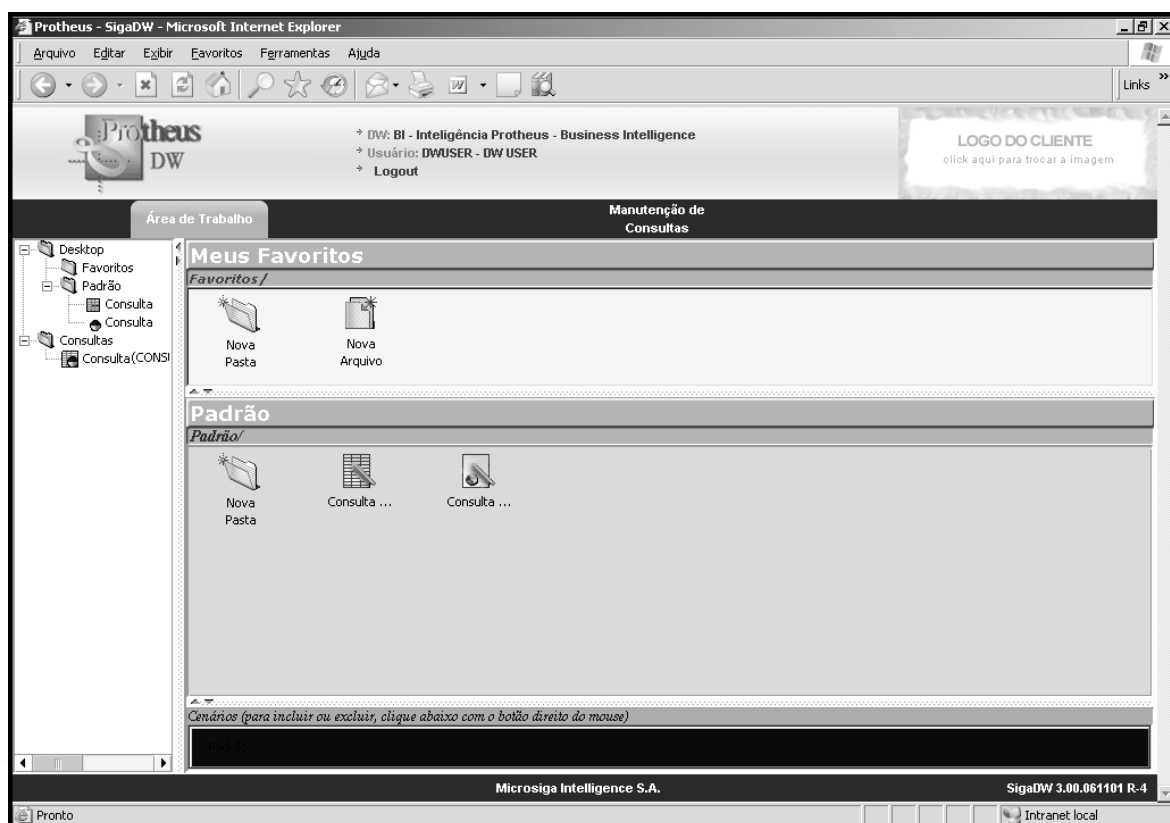 Protheus - SigaDW - Microsoft Internet Explorer
Arquivo Editar Exibir Favoritos Ferramentas Ajuda
Links »
Protheus
DW
DW: BI - Inteligência Protheus - Business Intelligence
Usuário: DWUSER - DW USER
Logout
LOGO DO CLIENTE
click aqui para trocar a imagem
Área de Trabalho
Manutenção de
Consultas
Desktop
Favoritos
Padrão
Consulta
Consulta
Consultas
Consulta(CONSI
Meus Favoritos
Favoritos/
Nova
Pasta
Nova
Arquivo
Padrão
Padrão/
Nova
Pasta
Consulta ...
Consulta ...
Cenários (para incluir ou excluir, clique abaixo com o botão direito do mouse)
Padrão
Microsiga Intelligence S.A.
SigaDW 3.00.061101 R-4
Pronto
Intranet local